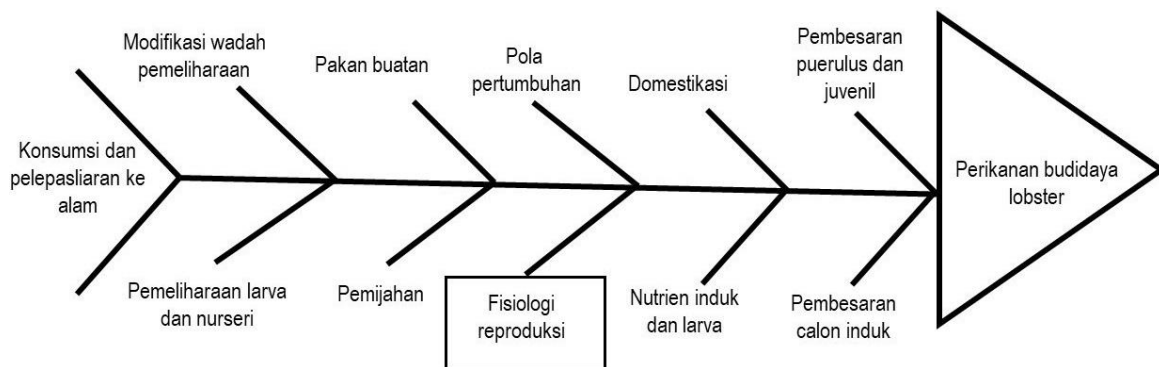 Modifikasi wadah
pemeliharaan
Pakan buatan
Pola
pertumbuhan
Domestikasi
Pembesaran
puerulus dan
juvenil
Konsumsi dan
pelepasliaran ke
alam
Perikanan budidaya
lobster
Pemeliharaan larva
dan nurseri
Pemijahan
Fisiologi
reproduksi
Nutrien induk
dan larva
Pembesaran
calon induk